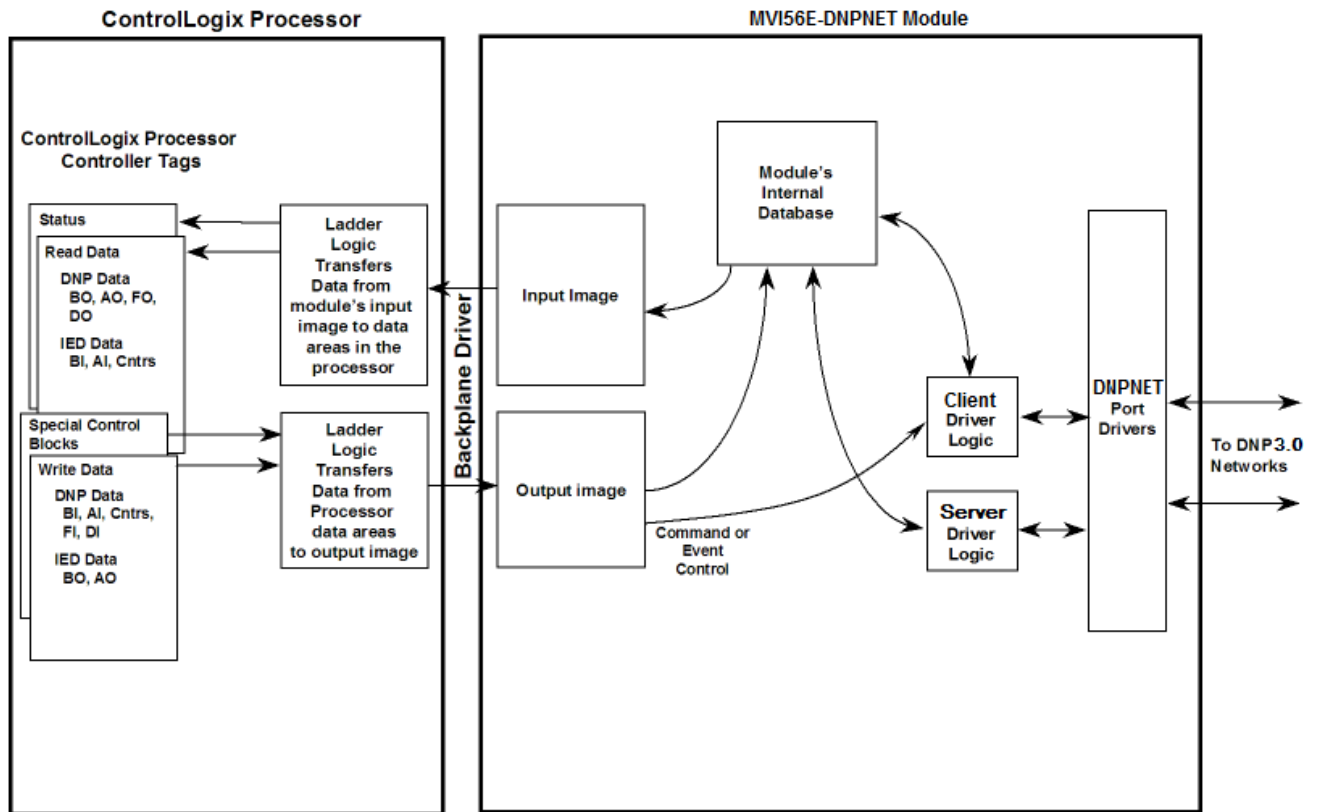 ControlLogix Processor
MVI56E-DNPNET Module
ControlLogix Processor
Controller Tags
Status
Read Data
DNP Data
BO, AO, FO,
DO
IED Data
BI, AI, Cntrs
Special Control
Blocks
Write Data
DNP Data
BI, AI, Cntrs,
FI, DI
IED Data
BO, AO
Ladder
Logic
Transfers
Data from
module's input
image to data
areas in the
processor
Ladder
Logic
Transfers
Data from
Processor
data areas
to output image
Backplane Driver
Input Image
Output image
Module's
Internal
Database
Command or
Event
Control
Client
Driver
Logic
Server
Driver
Logic
DNPNET
Port
Drivers
To DNP3.0
Networks